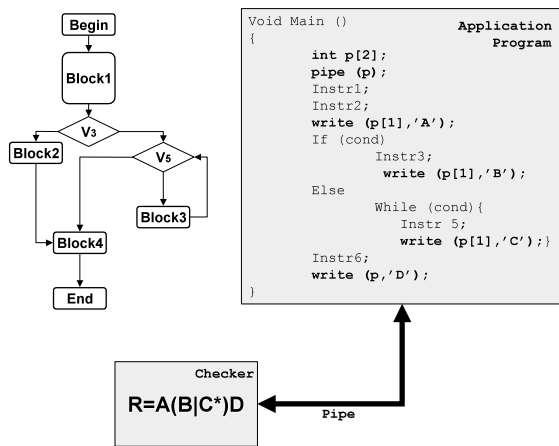 Begin
Block1
V3
Block2
V5
Block3
Block4
End
Void Main ()
Application
Program
{
int p[2];
pipe (p);
Instr1;
Instr2;
write (p[1],'A');
If (cond)
Instr3;
write (p[1],'B');
Else
While (cond){
Instr 5;
write (p[1],'C');}
Instr6;
write (p,'D');
}
Checker
R=A(B|C*)D
Pipe